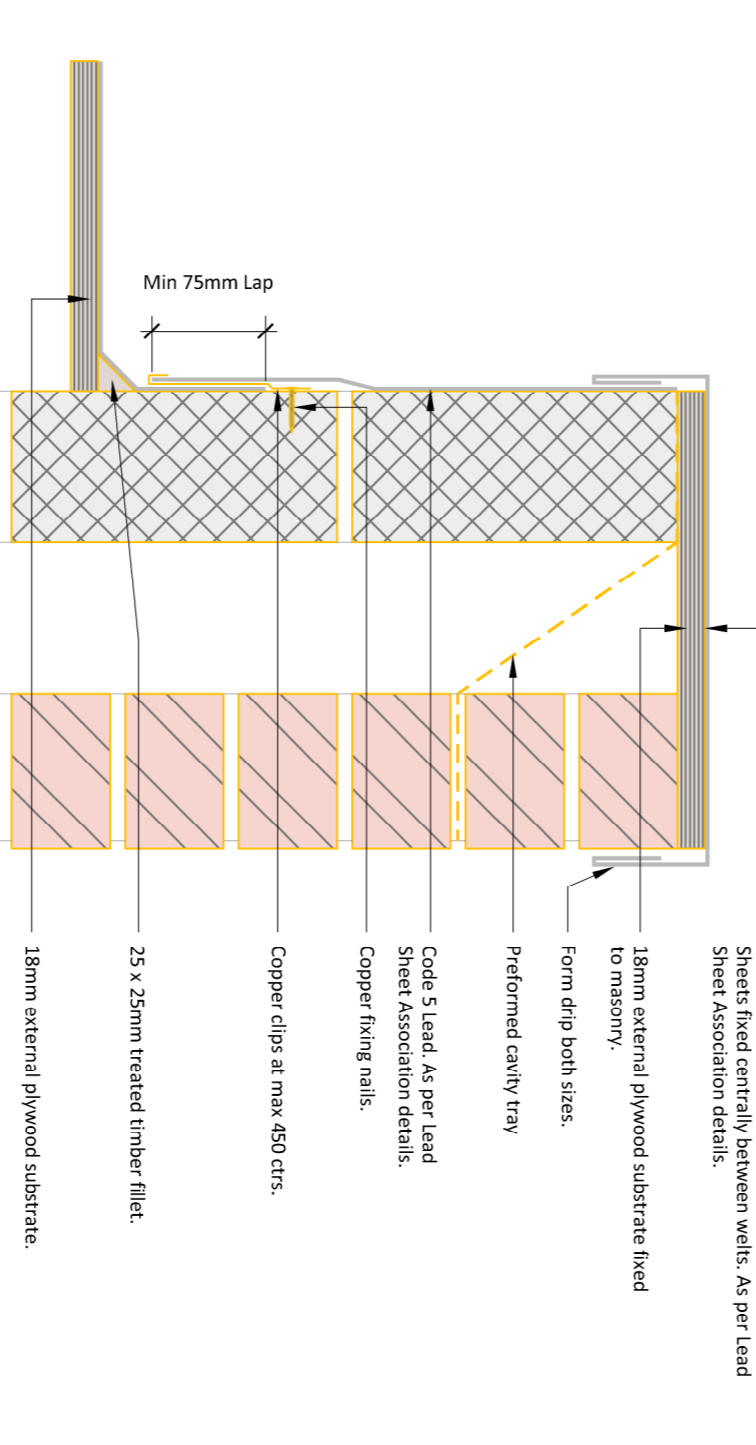 Sheets fixed centrally between welts. As per Lead
Sheet Association details.
18mm external plywood substrate fixed
to masonry.
Form drip both sizes.
Preformed cavity tray
Code 5 Lead. As per Lead
Sheet Association details.
Copper fixing nails.
Copper clips at max 450 ctrs.
25 x 25mm treated timber fillet.
18mm external plywood substrate.
Min 75mm Lap